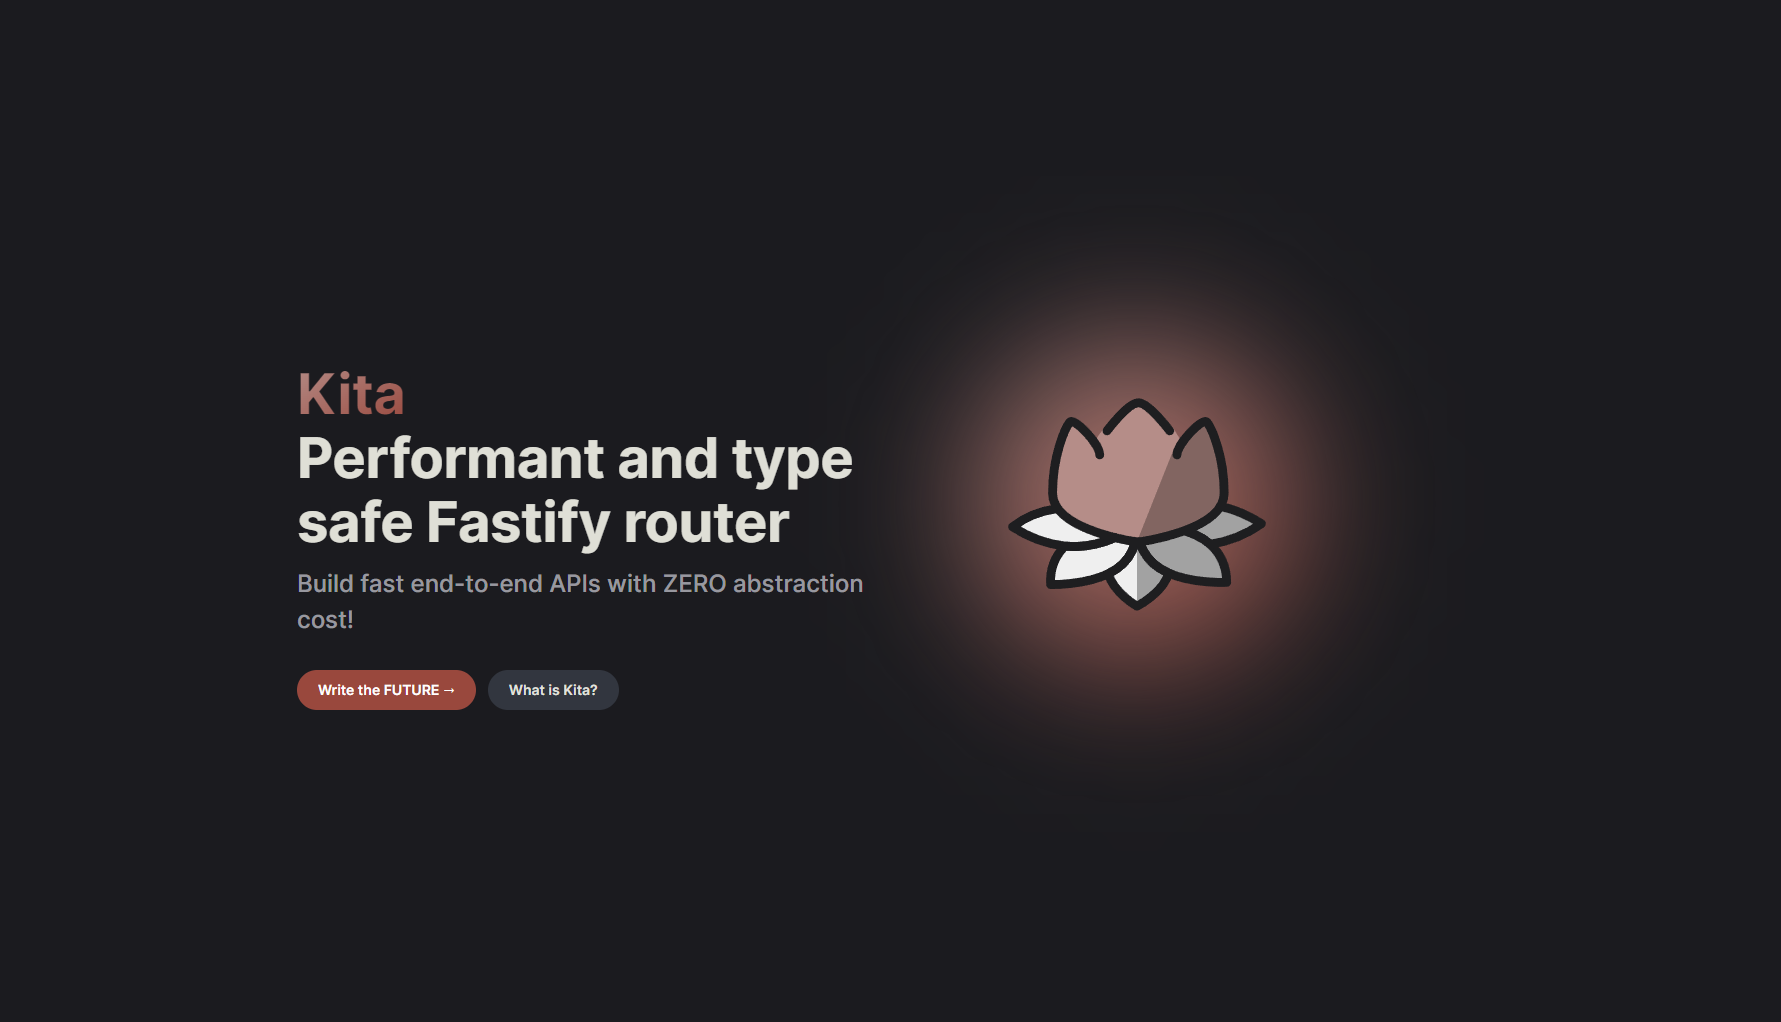 Kita
Performant and type
safe Fastify router
Build fast end-to-end APIs with ZERO abstraction
cost!
Write the FUTURE →
What is Kita?